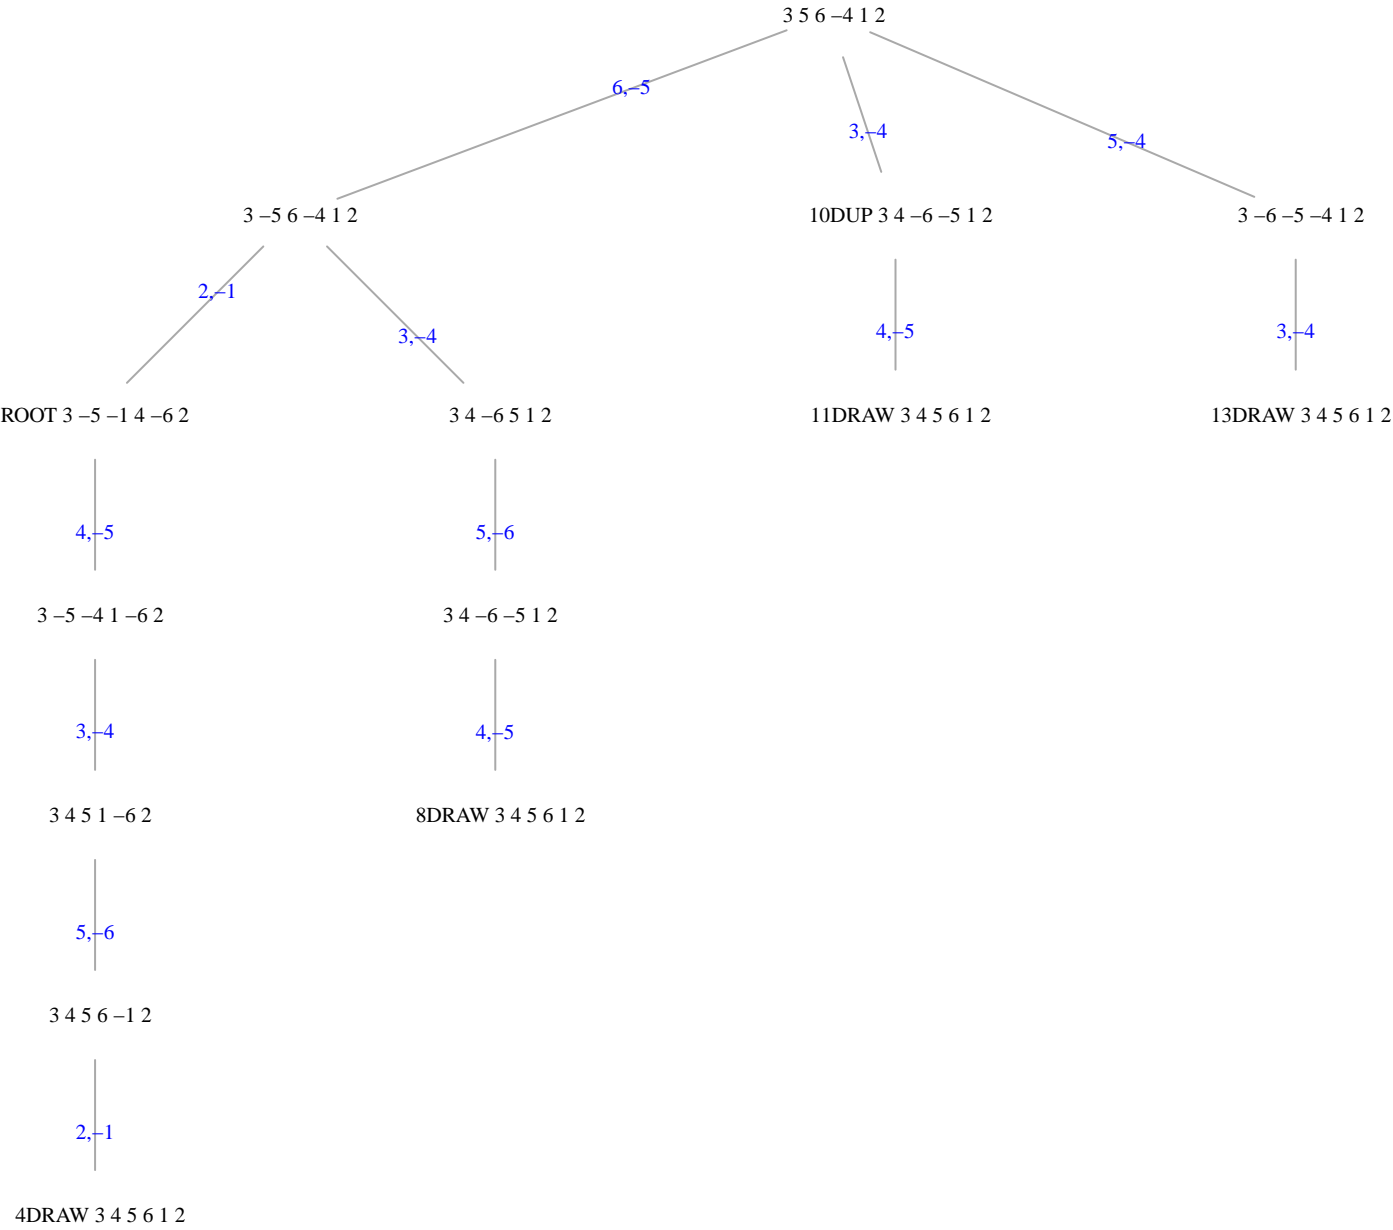 3 5 6 –4 1 2
6,–5
3,–4
5,–4
3 –5 6 –4 1 2
10DUP 3 4 –6 –5 1 2
3 –6 –5 –4 1 2
2,–1
3,–4
4,–5
3,–4
ROOT 3 –5 –1 4 –6 2
3 4 –6 5 1 2
11DRAW 3 4 5 6 1 2
13DRAW 3 4 5 6 1 2
4,–5
5,–6
3 –5 –4 1 –6 2
3 4 –6 –5 1 2
3,–4
4,–5
3 4 5 1 –6 2
8DRAW 3 4 5 6 1 2
5,–6
3 4 5 6 –1 2
2,–1
4DRAW 3 4 5 6 1 2